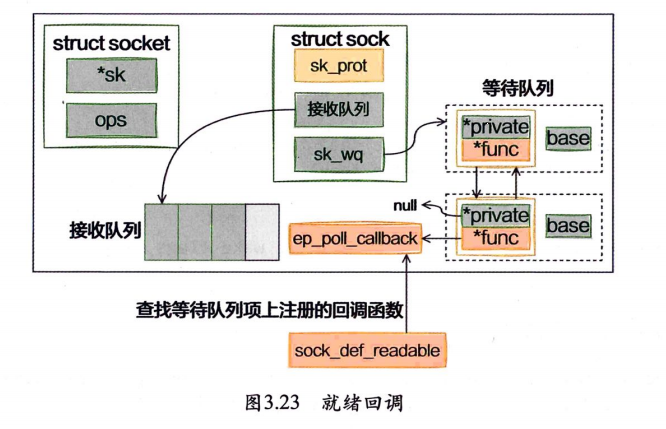 struct socket
*sk
ops
struct sock
sk_prot
接收队列
sk_wq
等待队列
*private
*func
base
null
*private
*func
base
接收队列
ep_poll_callback
查找等待队列项上注册的回调函数
sock_def_readable
图3.23 就绪回调